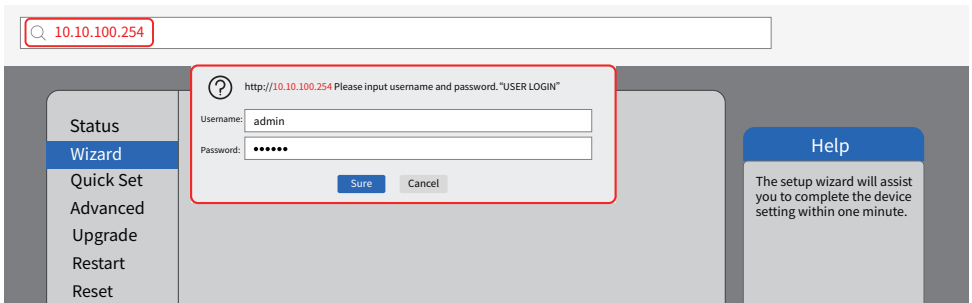 10.10.100.254
http://10.10.100.254 Please input username and password. “USER LOGIN”
Username: admin
Password: ••••••
Sure Cancel
Status
Wizard
Quick Set
Advanced
Upgrade
Restart
Reset
Help
The setup wizard will assist
you to complete the device
setting within one minute.